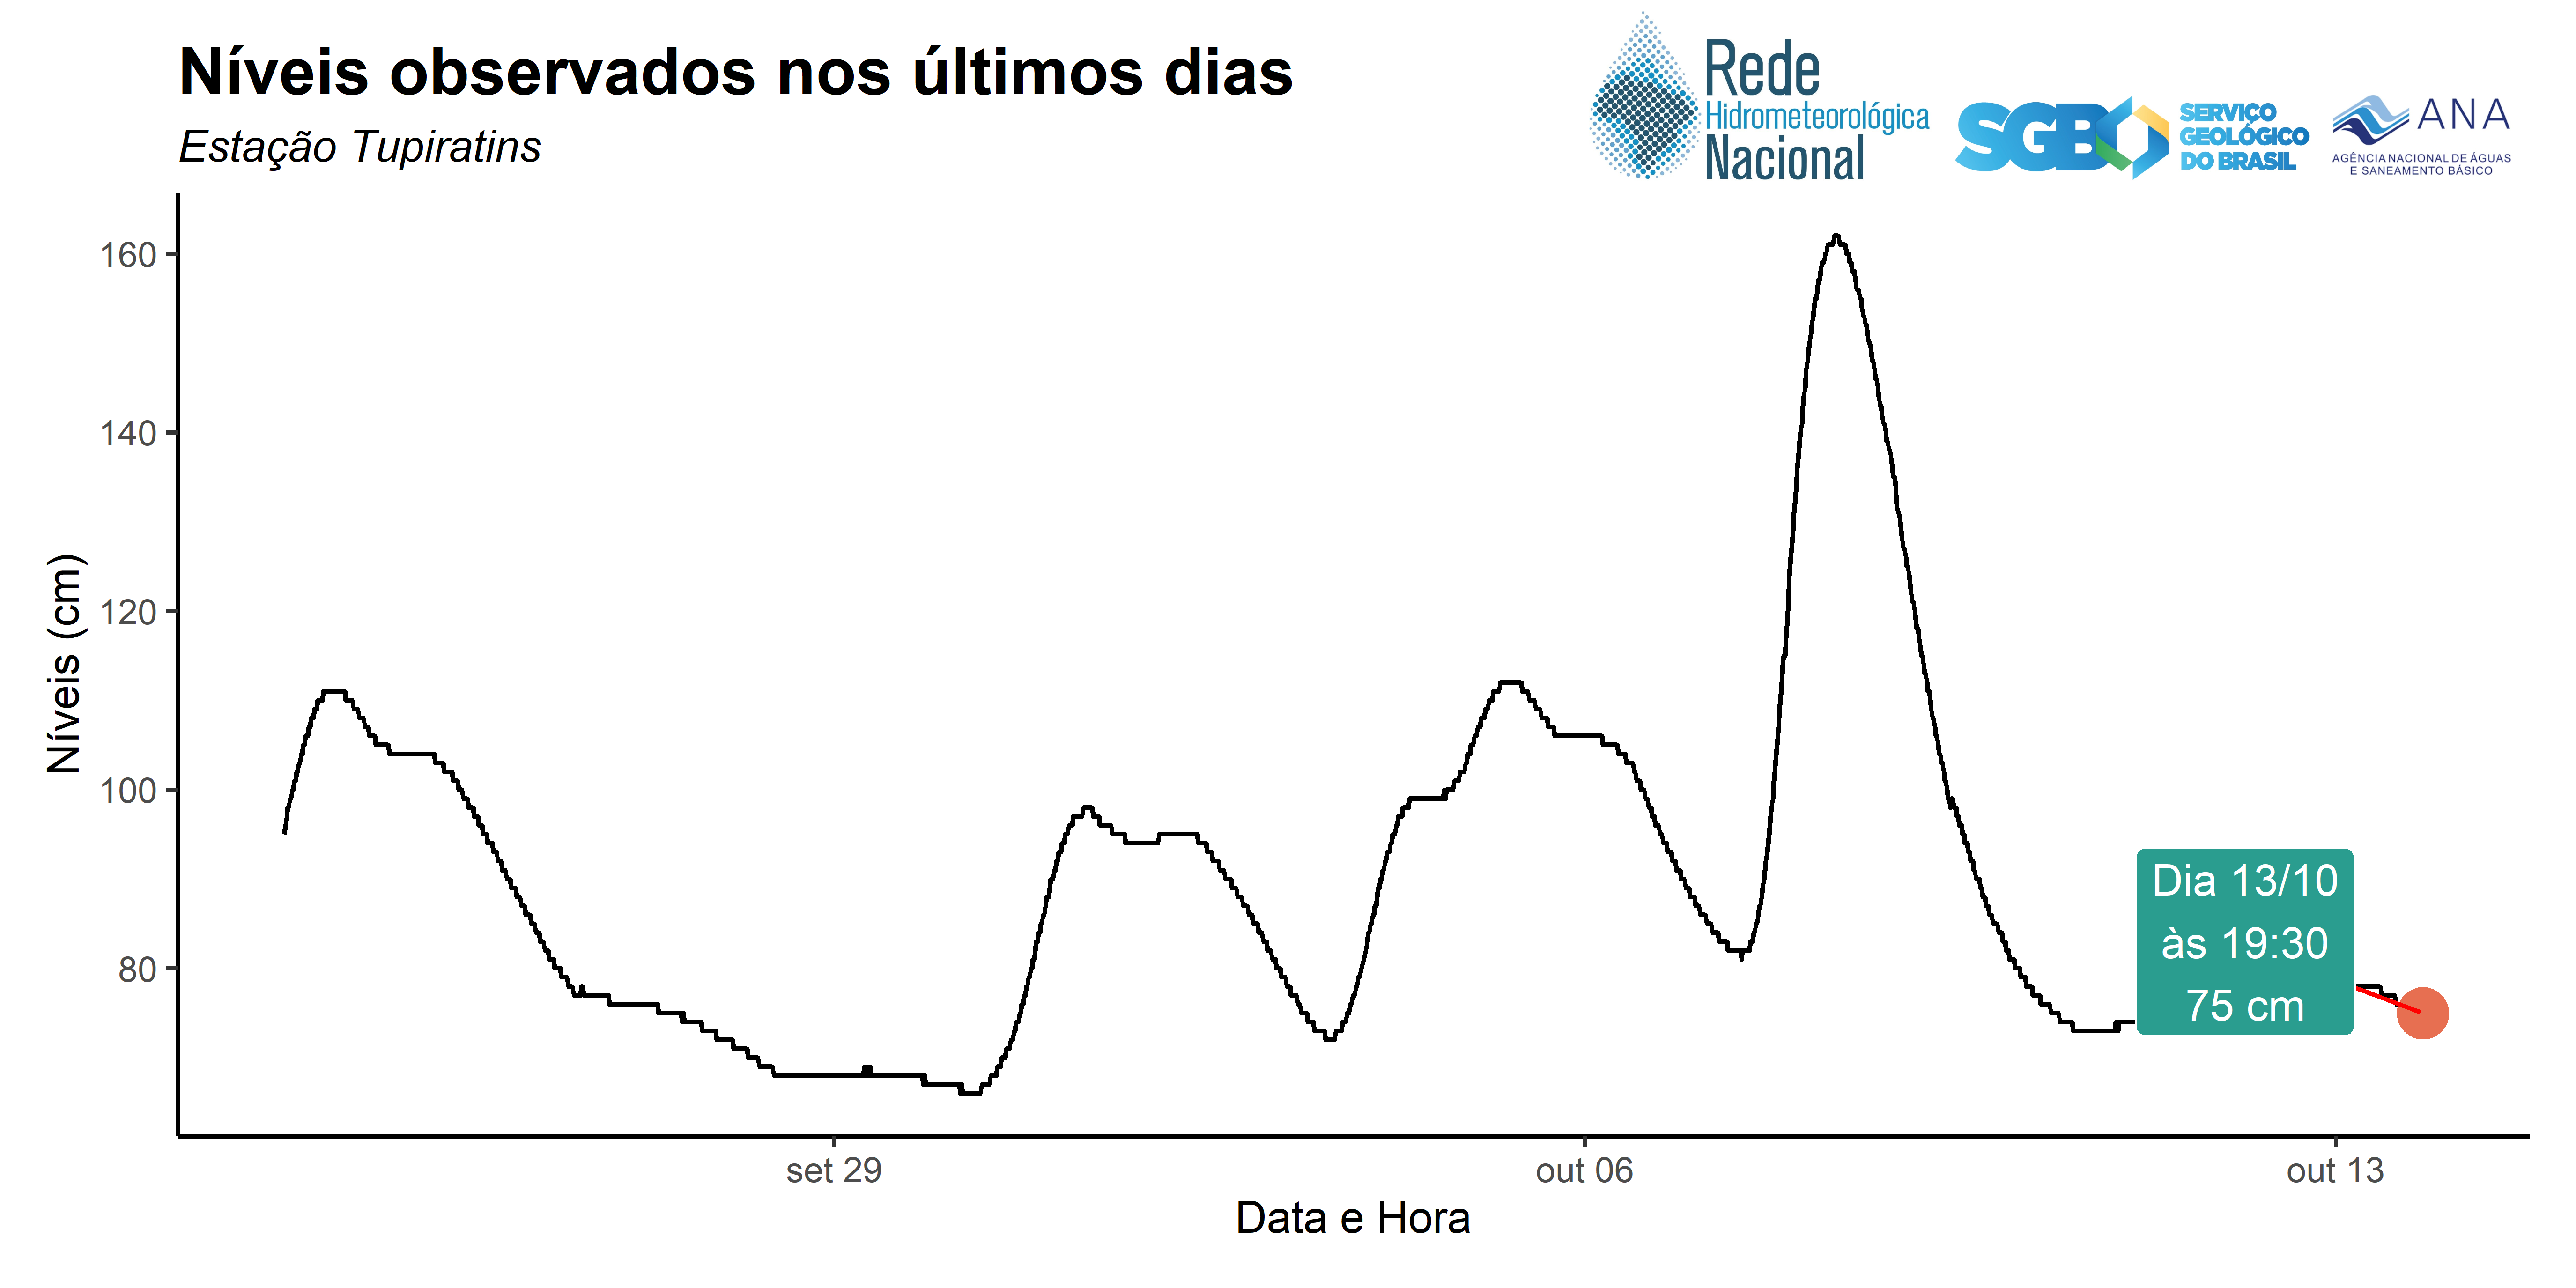 Níveis observados nos últimos dias
Estação Tupiratins
Rede
Hidrometeorológica
Nacional
SGB
SERVIÇO
GEOLÓGICO
DO BRASIL
ANA
AGÊNCIA NACIONAL DE ÁGUAS
E SANEAMENTO BÁSICO
Níveis (cm)
160
140
120
100
80
Dia 13/10
às 19:30
75 cm
set 29
out 06
out 13
Data e Hora